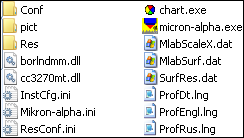 Conf
pict
Res
borlndmm.dll
cc3270mt.dll
InstCfg.ini
Mikron-alpha.ini
ResConf.ini
chart.exe
micron-alpha.exe
MlabScaleX.dat
MlabSurf.dat
SurfRes.dat
ProfDt.lng
ProfEngl.lng
ProfRus.lng